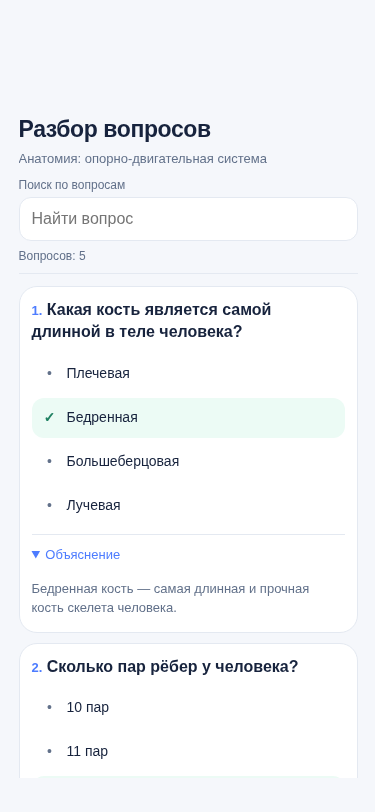 Разбор вопросов
Анатомия: опорно-двигательная система
Поиск по вопросам
Найти вопрос
Вопросов: 5
1. Какая кость является самой
длинной в теле человека?
• Плечевая
✓ Бедренная
• Большеберцовая
• Лучевая
▼ Объяснение
Бедренная кость — самая длинная и прочная
кость скелета человека.
2. Сколько пар рёбер у человека?
• 10 пар
• 11 пар